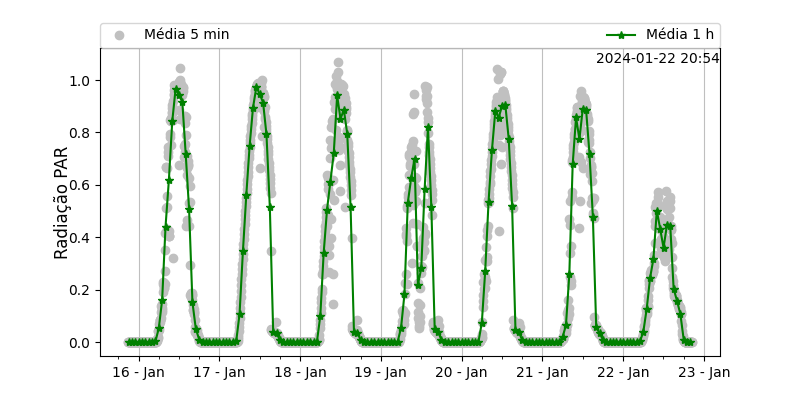 Média 5 min
Média 1 h
2024-01-22 20:54
Radiação PAR
1.0
0.8
0.6
0.4
0.2
0.0
16 - Jan
17 - Jan
18 - Jan
19 - Jan
20 - Jan
21 - Jan
22 - Jan
23 - Jan